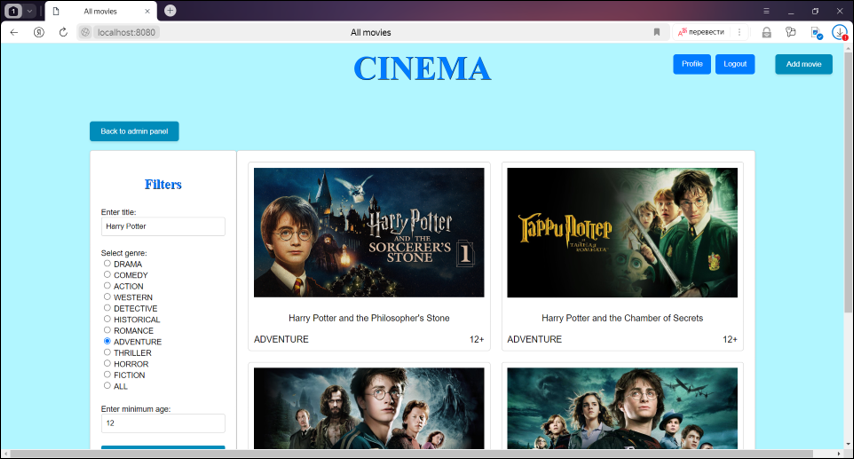 1
All movies
localhost:8080
All movies
перевести
CINEMA
Profile
Logout
Add movie
Back to admin panel
Filters
Enter title:
Harry Potter
Select genre:
DRAMA
COMEDY
ACTION
WESTERN
DETECTIVE
HISTORICAL
ROMANCE
ADVENTURE
THRILLER
HORROR
FICTION
ALL
Enter minimum age:
12
Harry Potter
AND THE
SORCERER'S
STONE
1
Harry Potter and the Philosopher's Stone
ADVENTURE
12+
Гарри Поттер
и
ТАЙНАЯ
КОМНАТА
Harry Potter and the Chamber of Secrets
ADVENTURE
12+